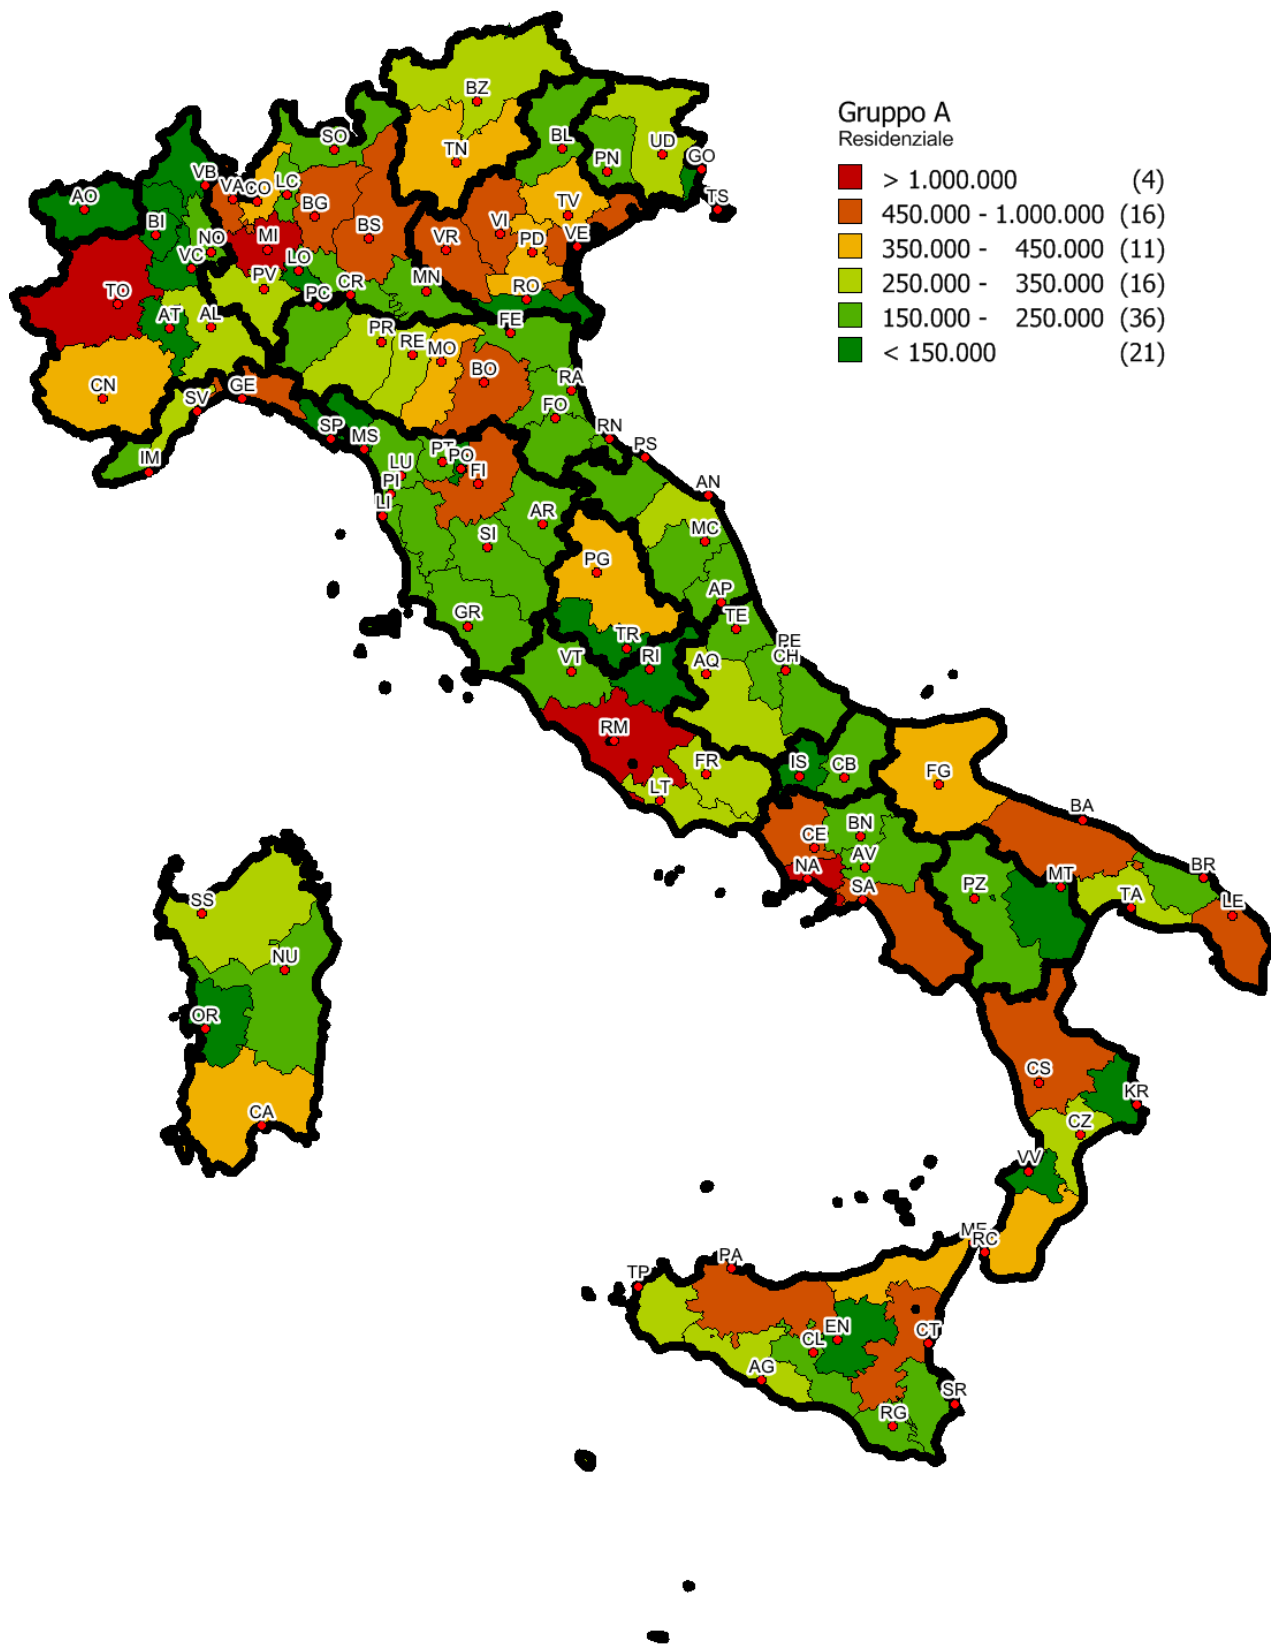 Gruppo A
Residenziale
> 1.000.000 (4)
450.000 - 1.000.000 (16)
350.000 - 450.000 (11)
250.000 - 350.000 (16)
150.000 - 250.000 (36)
< 150.000 (21)
BZ
SO
TN
BL
PN
UD
GO
TS
AO
VB
VA
CO
LC
BG
BS
BI
NO
MI
VC
LO
PV
CR
MN
VR
VI
TV
PD
VE
RO
TO
AT
AL
PC
PR
RE
MO
FE
BO
RA
FO
RN
CN
SV
GE
IM
SP
MS
LU
PT
PO
FI
PI
LI
PS
AN
AR
SI
MC
PG
AP
GR
TE
TR
PE
CH
VT
RI
AQ
RM
FR
LT
IS
CB
FG
CE
BN
NA
AV
SA
BA
PZ
MT
TA
BR
LE
SS
NU
OR
CA
CS
KR
CZ
VV
ME
RC
TP
PA
EN
CL
CT
AG
SR
RG